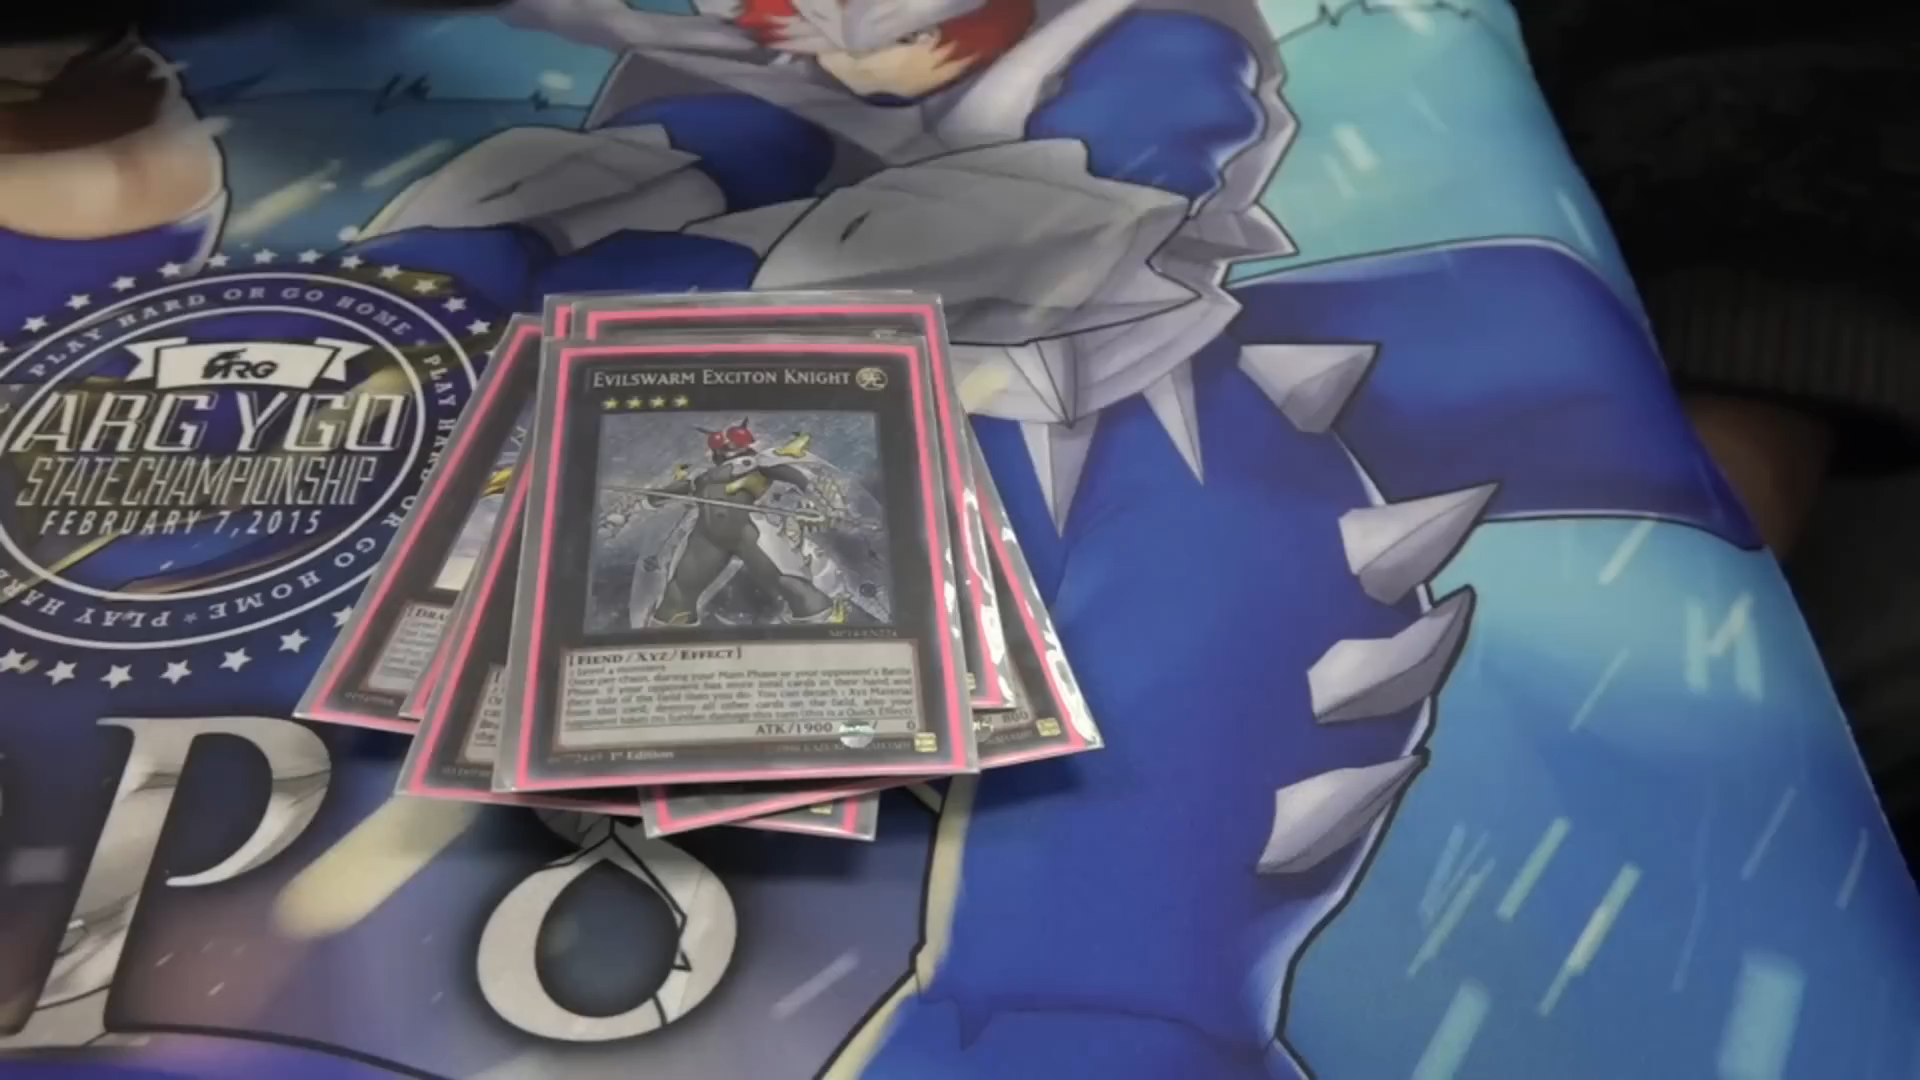 PLAY HARD OR GO HOME ★ PLAY HARD OR GO HOME ★ PLAY HARD
ARG
ARG YGO
STATE CHAMPIONSHIP
FEBRUARY 7, 2015
P
EVILSWARM EXCITON KNIGHT
[FIEND/XYZ/EFFECT]
2 Level 4 monsters
Once per chain, during your Main Phase or your opponent's Battle
Phase, if your opponent has more total cards in their hand and
their side of the field than you do: You can detach 1 Xyz Material
from this card; destroy all other cards on the field, also your
opponent takes no further damage this turn (this is a Quick Effect)
ATK/1900 0
1st Edition
[DRA
800